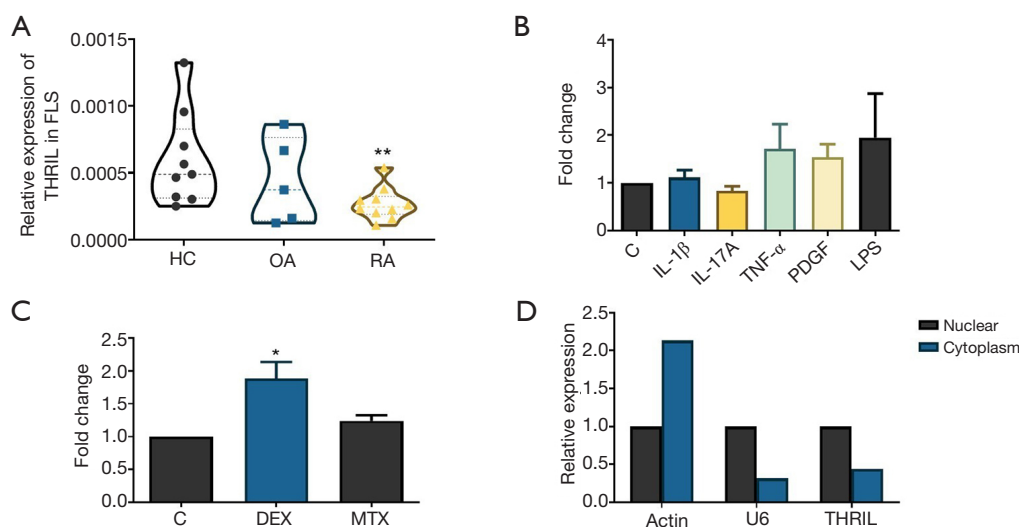 A
Relative expression of
THRIL in FLS
0.0015
0.0010
0.0005
0.0000
**
HC
OA
RA
B
Fold change
4
3
2
1
0
C
IL-1β
IL-17A
TNF-α
PDGF
LPS
C
Fold change
2.5
2.0
1.5
1.0
0.5
0.0
*
C
DEX
MTX
D
Relative expression
2.5
2.0
1.5
1.0
0.5
0.0
Actin
U6
THRIL
Nuclear
Cytoplasm